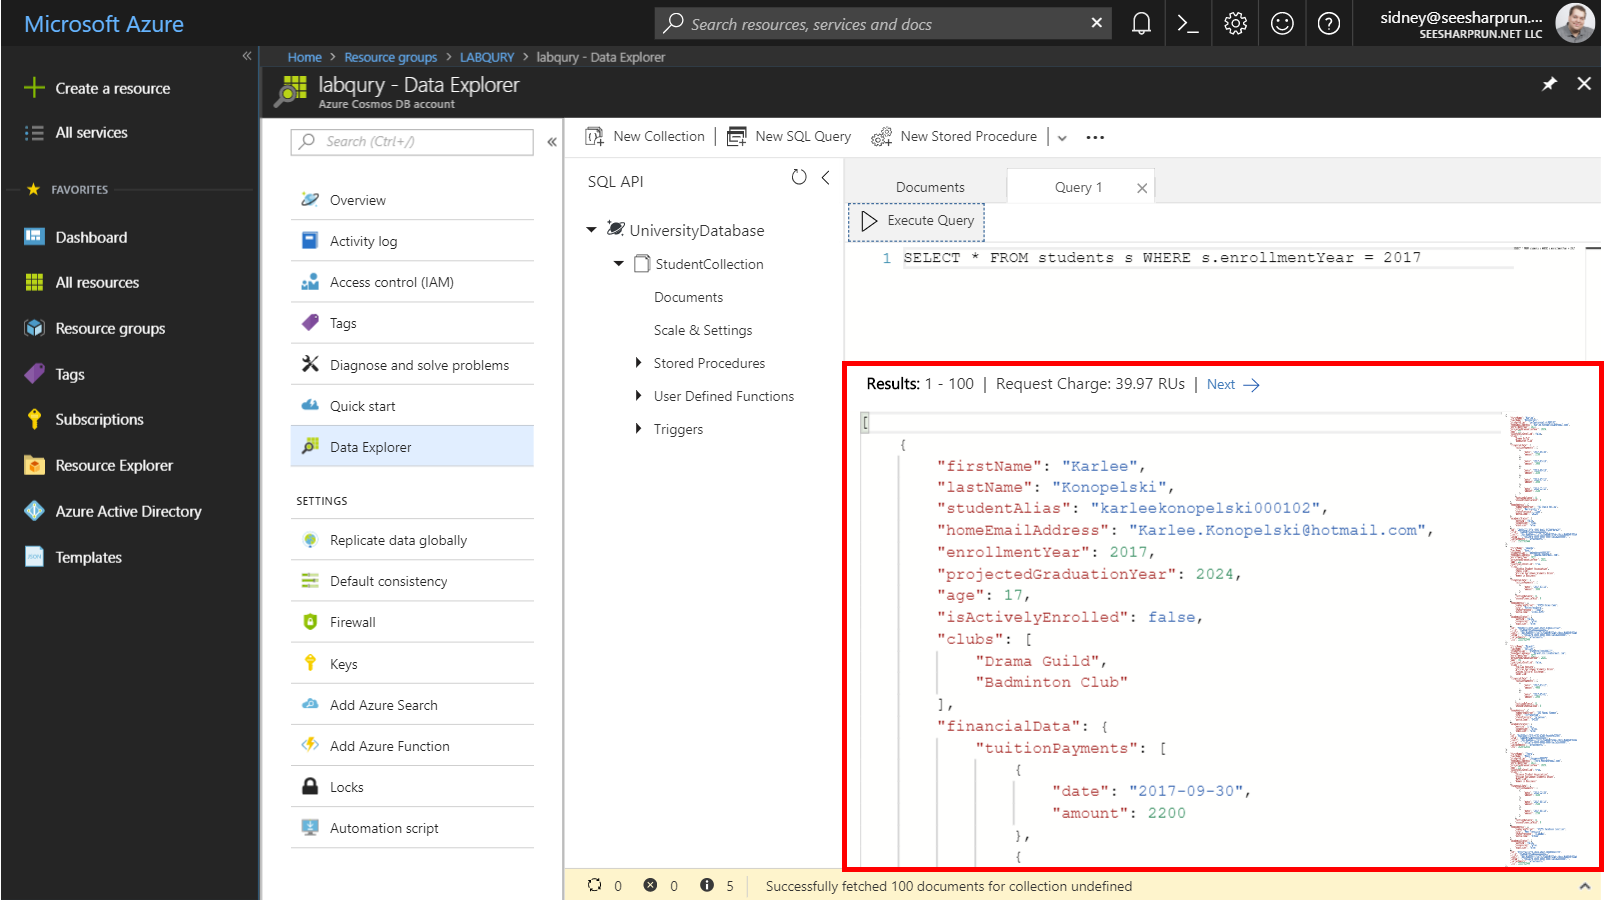 Microsoft Azure
Search resources, services and docs
sidney@seesharprun....
SEESHARPRUN.NET LLC
Home > Resource groups > LABQURY > labqury - Data Explorer
labqury - Data Explorer
Azure Cosmos DB account
Create a resource
All services
FAVORITES
Dashboard
All resources
Resource groups
Tags
Subscriptions
Resource Explorer
Azure Active Directory
Templates
Search (Ctrl+/)
Overview
Activity log
Access control (IAM)
Tags
Diagnose and solve problems
Quick start
Data Explorer
SETTINGS
Replicate data globally
Default consistency
Firewall
Keys
Add Azure Search
Add Azure Function
Locks
Automation script
New Collection
New SQL Query
New Stored Procedure
SQL API
UniversityDatabase
StudentCollection
Documents
Scale & Settings
Stored Procedures
User Defined Functions
Triggers
Documents
Query 1
Execute Query
1 SELECT * FROM students s WHERE s.enrollmentYear = 2017
Results: 1 - 100 | Request Charge: 39.97 RUs | Next
[
{
"firstName": "Karlee",
"lastName": "Konopelski",
"studentAlias": "karleekonopelski000102",
"homeEmailAddress": "Karlee.Konopelski@hotmail.com",
"enrollmentYear": 2017,
"projectedGraduationYear": 2024,
"age": 17,
"isActivelyEnrolled": false,
"clubs": [
"Drama Guild",
"Badminton Club"
],
"financialData": {
"tuitionPayments": [
{
"date": "2017-09-30",
"amount": 2200
},
{
0 0 5 Successfully fetched 100 documents for collection undefined